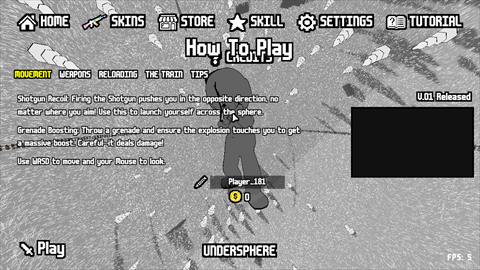 HOME SKINS STORE SKILL SETTINGS TUTORIAL
How To Play
CREDITS
MOVEMENT WEAPONS RELOADING THE TRAIN TIPS
V.01 Released
Shotgun Recoil: Firing the Shotgun pushes you in the opposite direction, no
matter where you aim! Use this to launch yourself across the sphere.
Grenade Boosting: Throw a grenade and ensure the explosion touches you to get
a massive boost. Careful-it deals damage!
Use WASD to move and your Mouse to look.
Player_181
$ 0
Play
UNDERSPHERE
FPS: 5